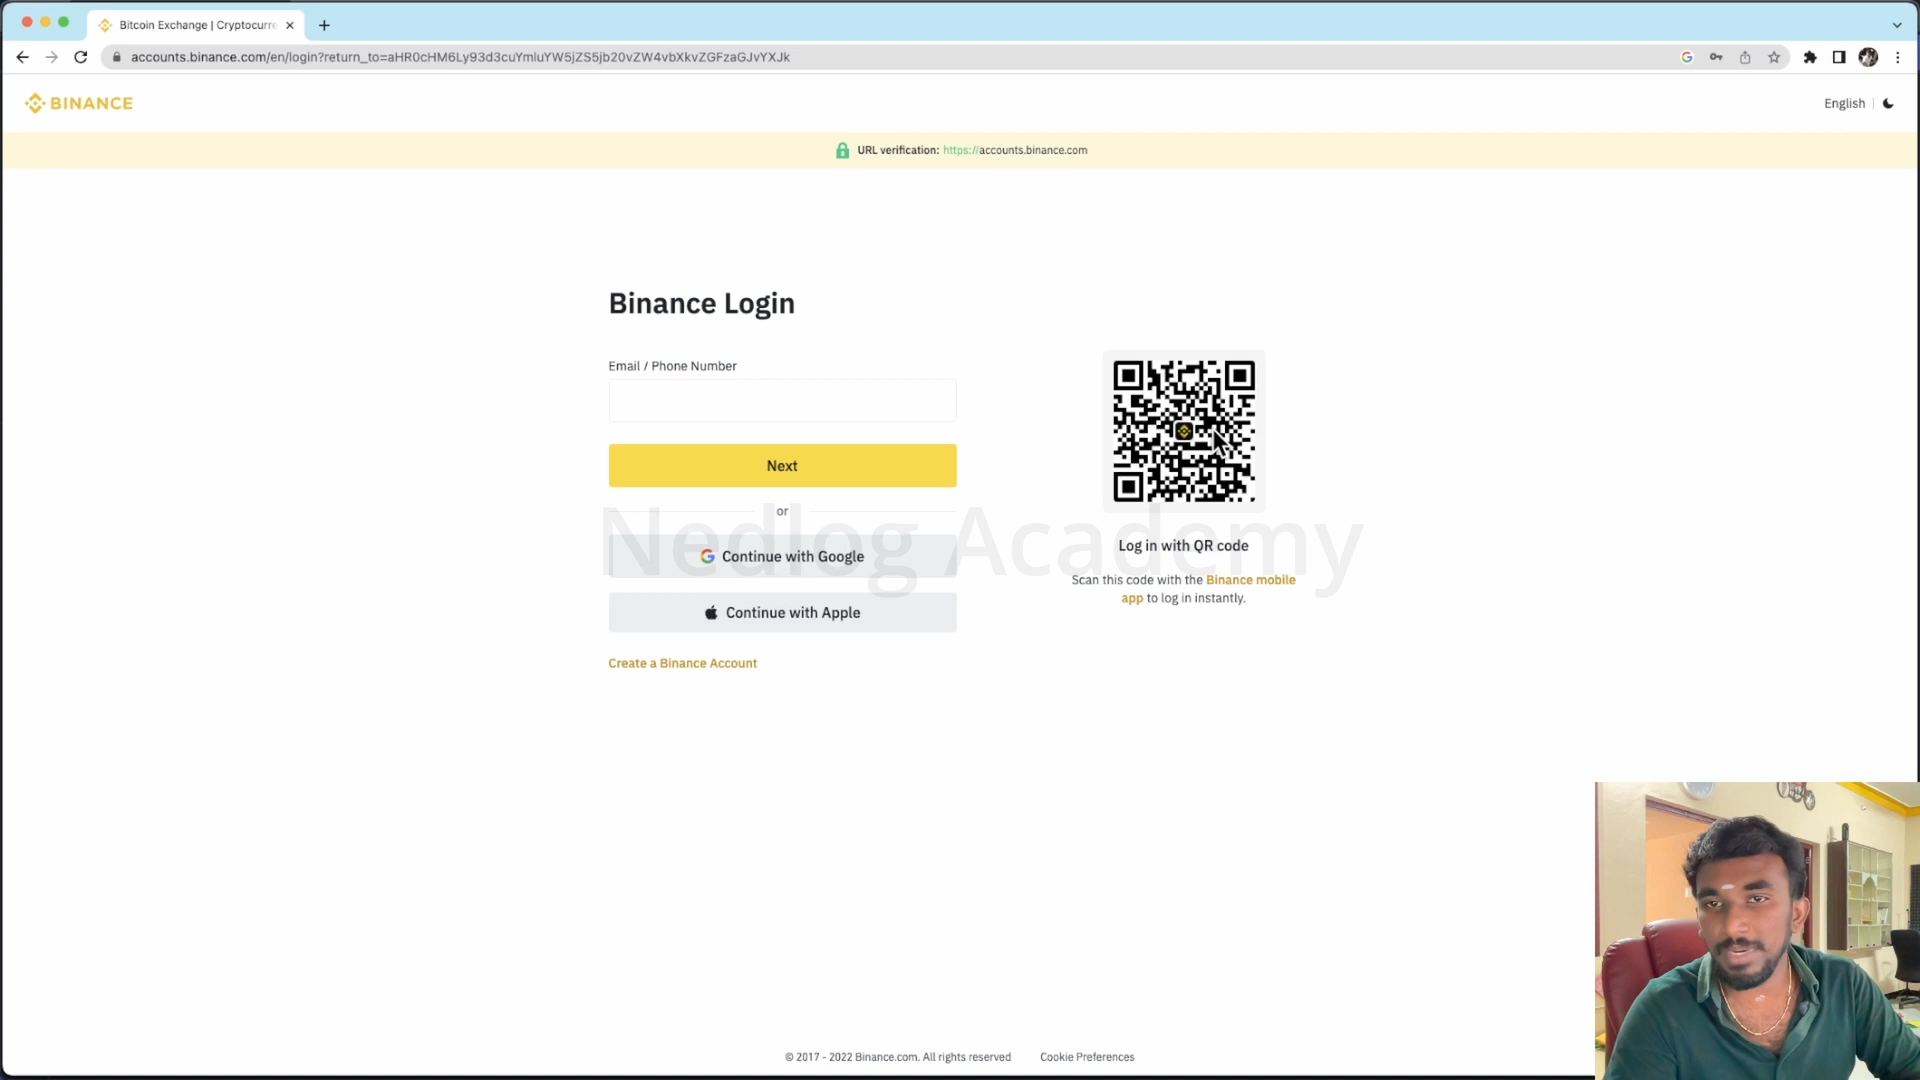 Bitcoin Exchange | Cryptocurre
accounts.binance.com/en/login?return_to=aHR0cHM6Ly93d3cuYmluYW5jZS5jb20vZW4vbXkvZGFzaGJvYXJk
BINANCE
English
URL verification: https://accounts.binance.com
Binance Login
Email / Phone Number
Next
or
Continue with Google
Continue with Apple
Create a Binance Account
Log in with QR code
Scan this code with the Binance mobile
app to log in instantly.
Nedlog Academy
© 2017 - 2022 Binance.com. All rights reserved
Cookie Preferences